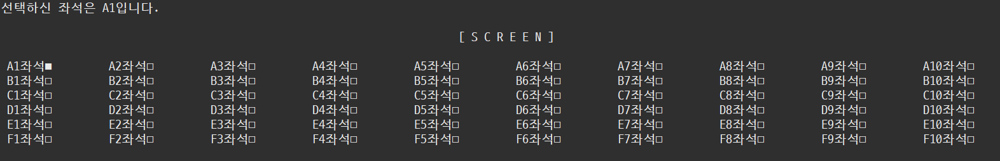 선택하신 좌석은 A1입니다.
[ S C R E E N ]
A1좌석■ A2좌석□ A3좌석□ A4좌석□ A5좌석□ A6좌석□ A7좌석□ A8좌석□ A9좌석□ A10좌석□
B1좌석□ B2좌석□ B3좌석□ B4좌석□ B5좌석□ B6좌석□ B7좌석□ B8좌석□ B9좌석□ B10좌석□
C1좌석□ C2좌석□ C3좌석□ C4좌석□ C5좌석□ C6좌석□ C7좌석□ C8좌석□ C9좌석□ C10좌석□
D1좌석□ D2좌석□ D3좌석□ D4좌석□ D5좌석□ D6좌석□ D7좌석□ D8좌석□ D9좌석□ D10좌석□
E1좌석□ E2좌석□ E3좌석□ E4좌석□ E5좌석□ E6좌석□ E7좌석□ E8좌석□ E9좌석□ E10좌석□
F1좌석□ F2좌석□ F3좌석□ F4좌석□ F5좌석□ F6좌석□ F7좌석□ F8좌석□ F9좌석□ F10좌석□